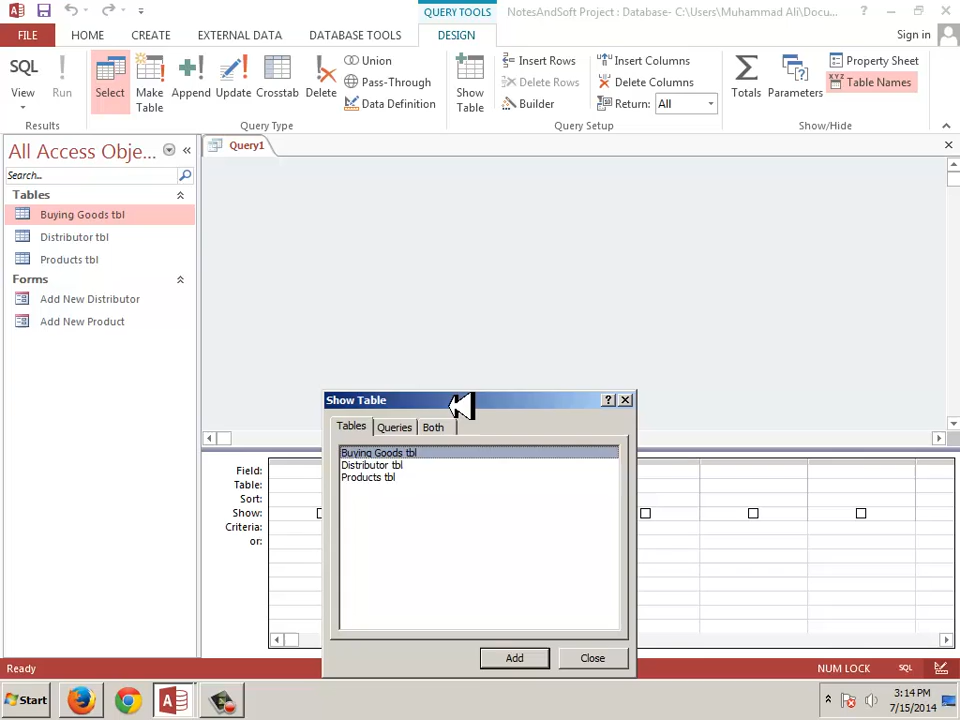 QUERY TOOLS
NotesAndSoft Project : Database- C:\Users\Muhammad Ali\Docu...
?
FILE
HOME
CREATE
EXTERNAL DATA
DATABASE TOOLS
DESIGN
Sign in
SQL
View
Run
Results
Select
Make Table
Append
Update
Crosstab
Delete
Union
Pass-Through
Data Definition
Query Type
Show Table
Insert Rows
Delete Rows
Builder
Insert Columns
Delete Columns
Return: All
Query Setup
Totals
Parameters
Property Sheet
XYZ Table Names
Show/Hide
All Access Obje...
Search...
Tables
Buying Goods tbl
Distributor tbl
Products tbl
Forms
Add New Distributor
Add New Product
Query1
Show Table
?
Tables
Queries
Both
Buying Goods tbl
Distributor tbl
Products tbl
Add
Close
Field:
Table:
Sort:
Show:
Criteria:
or:
Ready
NUM LOCK
SQL
Start
3:14 PM
7/15/2014